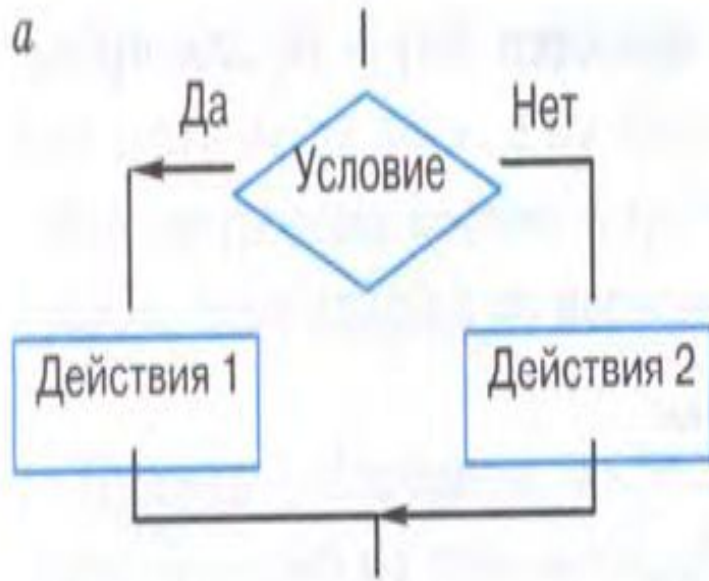 а
Да
Нет
Условие
Действия 1
Действия 2